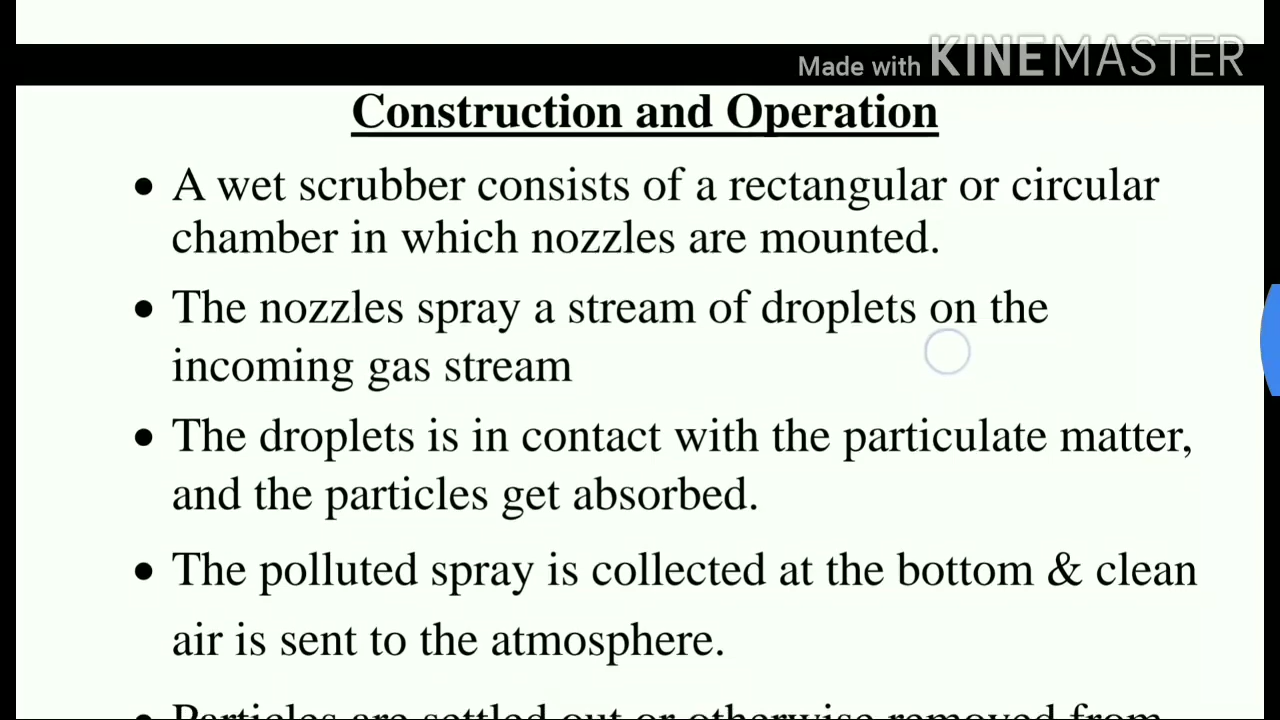 Made with KINEMASTER
Construction and Operation
• A wet scrubber consists of a rectangular or circular
chamber in which nozzles are mounted.
• The nozzles spray a stream of droplets on the
incoming gas stream
• The droplets is in contact with the particulate matter,
and the particles get absorbed.
• The polluted spray is collected at the bottom & clean
air is sent to the atmosphere.
• Particles are settled out or otherwise removed from